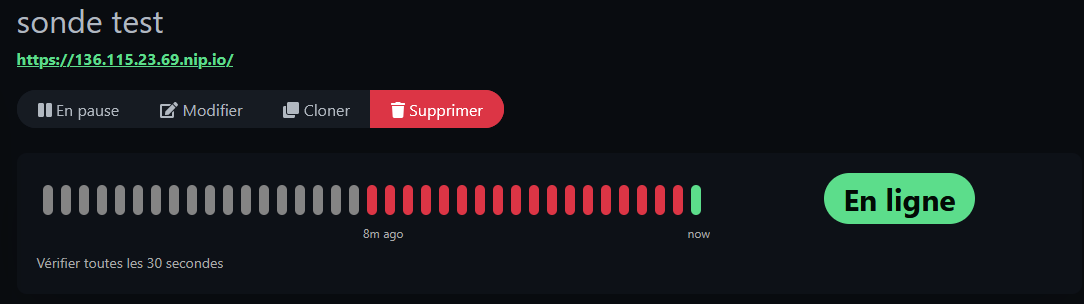 sonde test
https://136.115.23.69.nip.io/
En pause Modifier Cloner Supprimer
En ligne
8m ago now
Vérifier toutes les 30 secondes